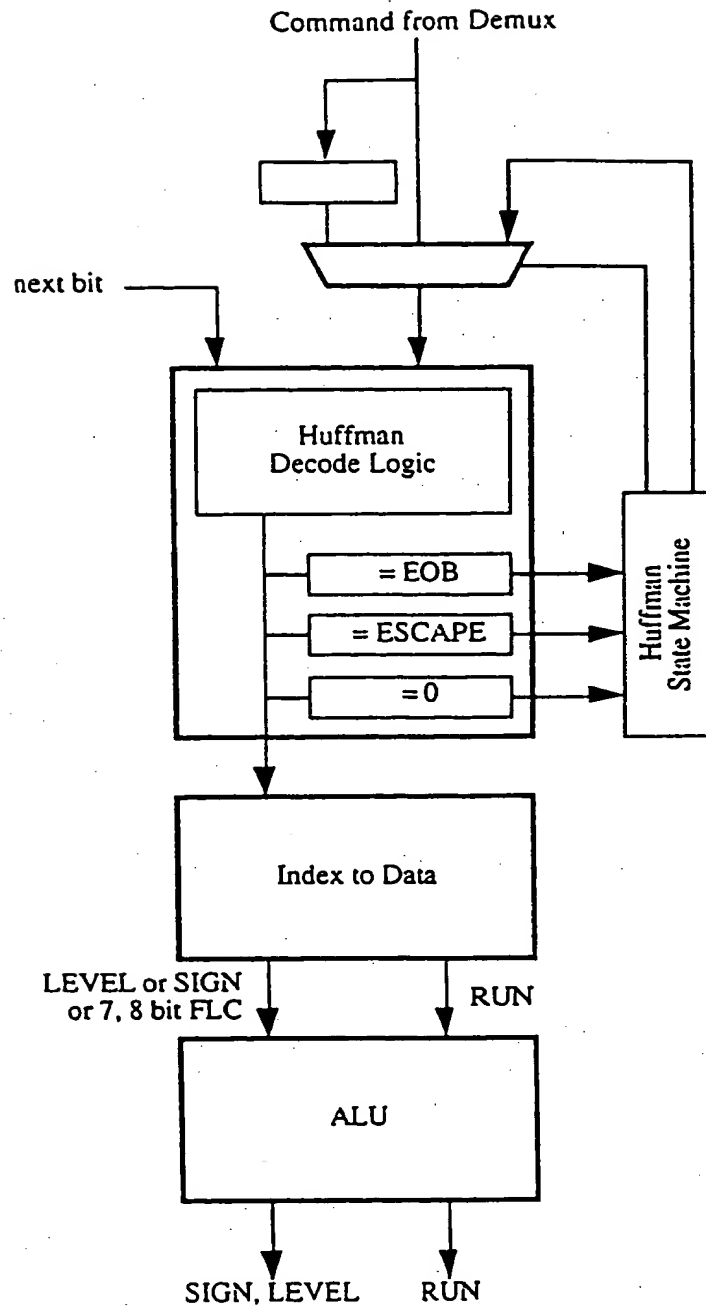 Command from Demux
next bit
Huffman
Decode Logic
= EOB
= ESCAPE
= 0
Huffman
State Machine
Index to Data
LEVEL or SIGN
or 7, 8 bit FLC
RUN
ALU
SIGN, LEVEL
RUN